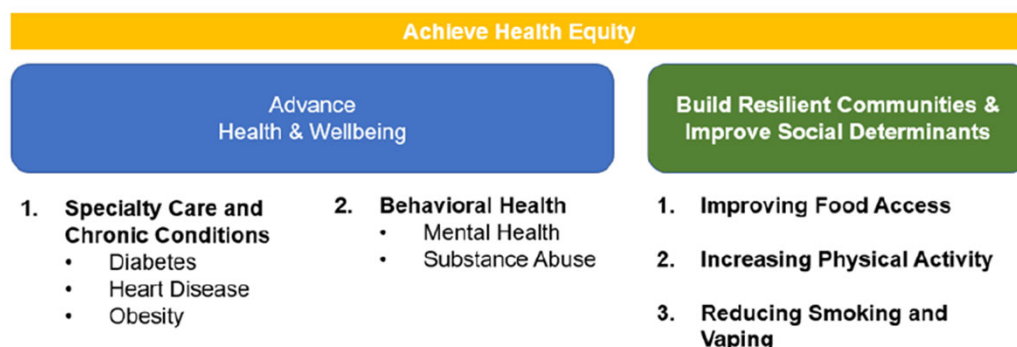 Achieve Health Equity
Advance
Health & Wellbeing
Build Resilient Communities &
Improve Social Determinants
1. Specialty Care and
Chronic Conditions
• Diabetes
• Heart Disease
• Obesity
2. Behavioral Health
• Mental Health
• Substance Abuse
1. Improving Food Access
2. Increasing Physical Activity
3. Reducing Smoking and
Vaping